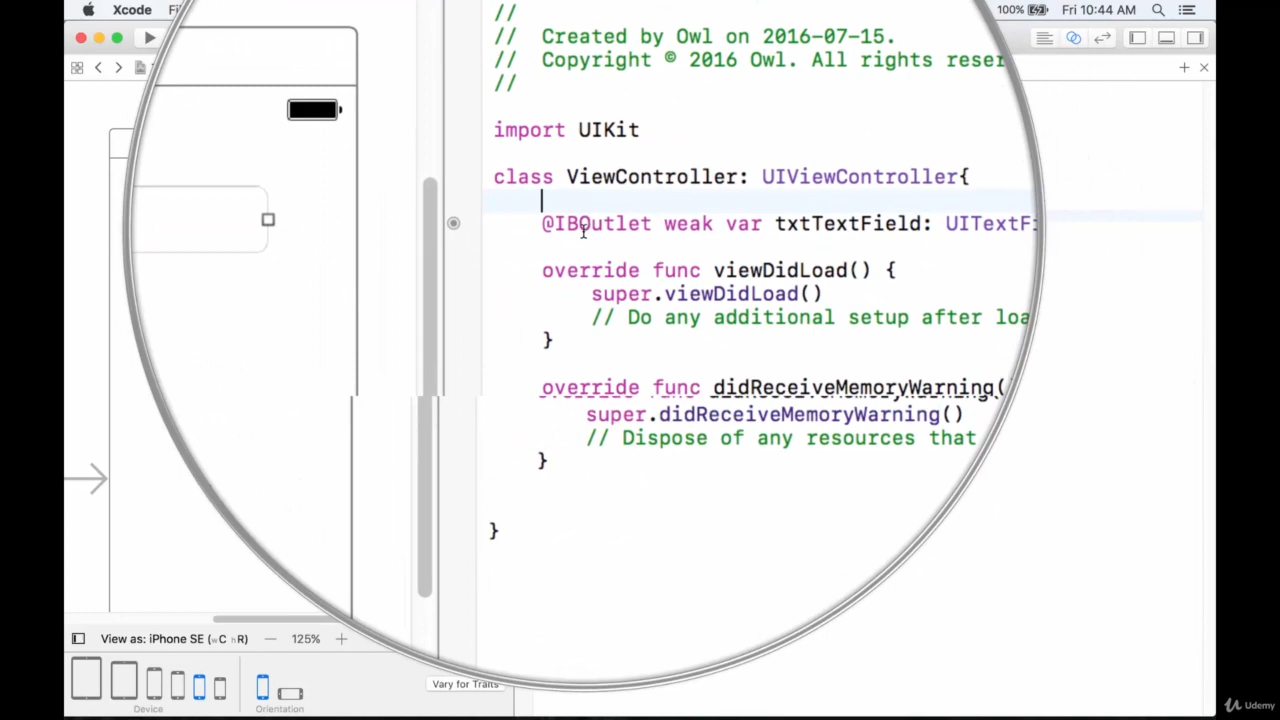 Xcode
100%
Fri 10:44 AM
//
// Created by Owl on 2016-07-15.
// Copyright © 2016 Owl. All rights reser
//
import UIKit
class ViewController: UIViewController{
@IBOutlet weak var txtTextField: UITextFi
override func viewDidLoad() {
super.viewDidLoad()
// Do any additional setup after loa
}
override func didReceiveMemoryWarning(
super.didReceiveMemoryWarning()
// Dispose of any resources that
}
}
View as: iPhone SE (wC hR)
— 125% +
Vary for Traits
Device
Orientation
Udemy